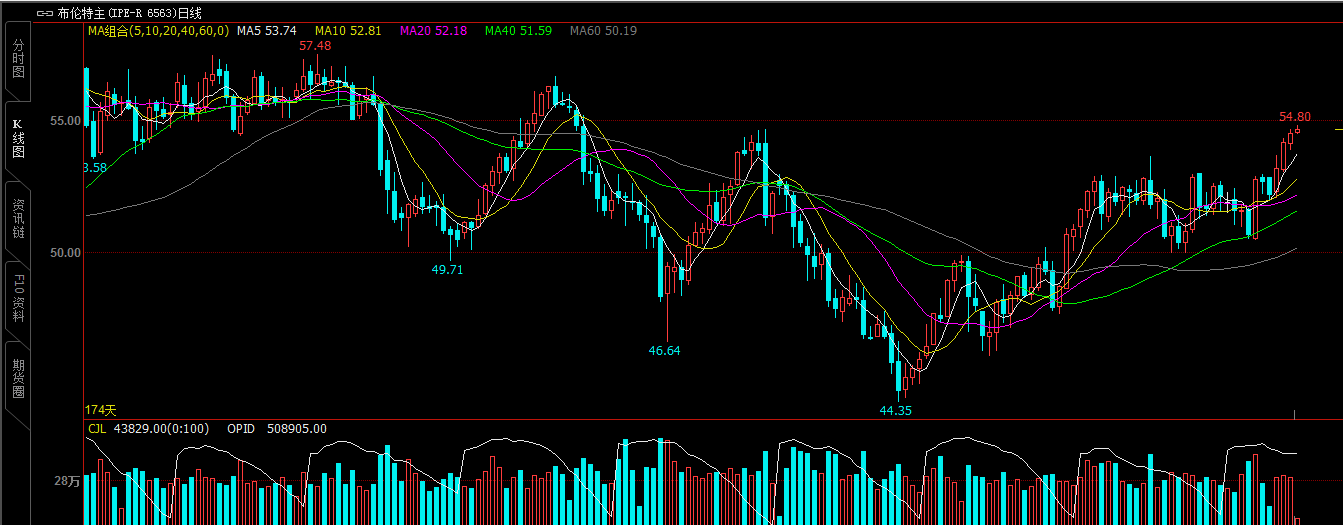 布伦特主(IPE-R 6563)日线
MA组合(5,10,20,40,60,0) MA5 53.74 MA10 52.81 MA20 52.18 MA40 51.59 MA60 50.19
分时图
K线图
资讯链
F10资料
期货圈
57.48
55.00
54.80
3.58
50.00
49.71
46.64
44.35
174天
CJL 43829.00(0:100) OPID 508905.00
28万